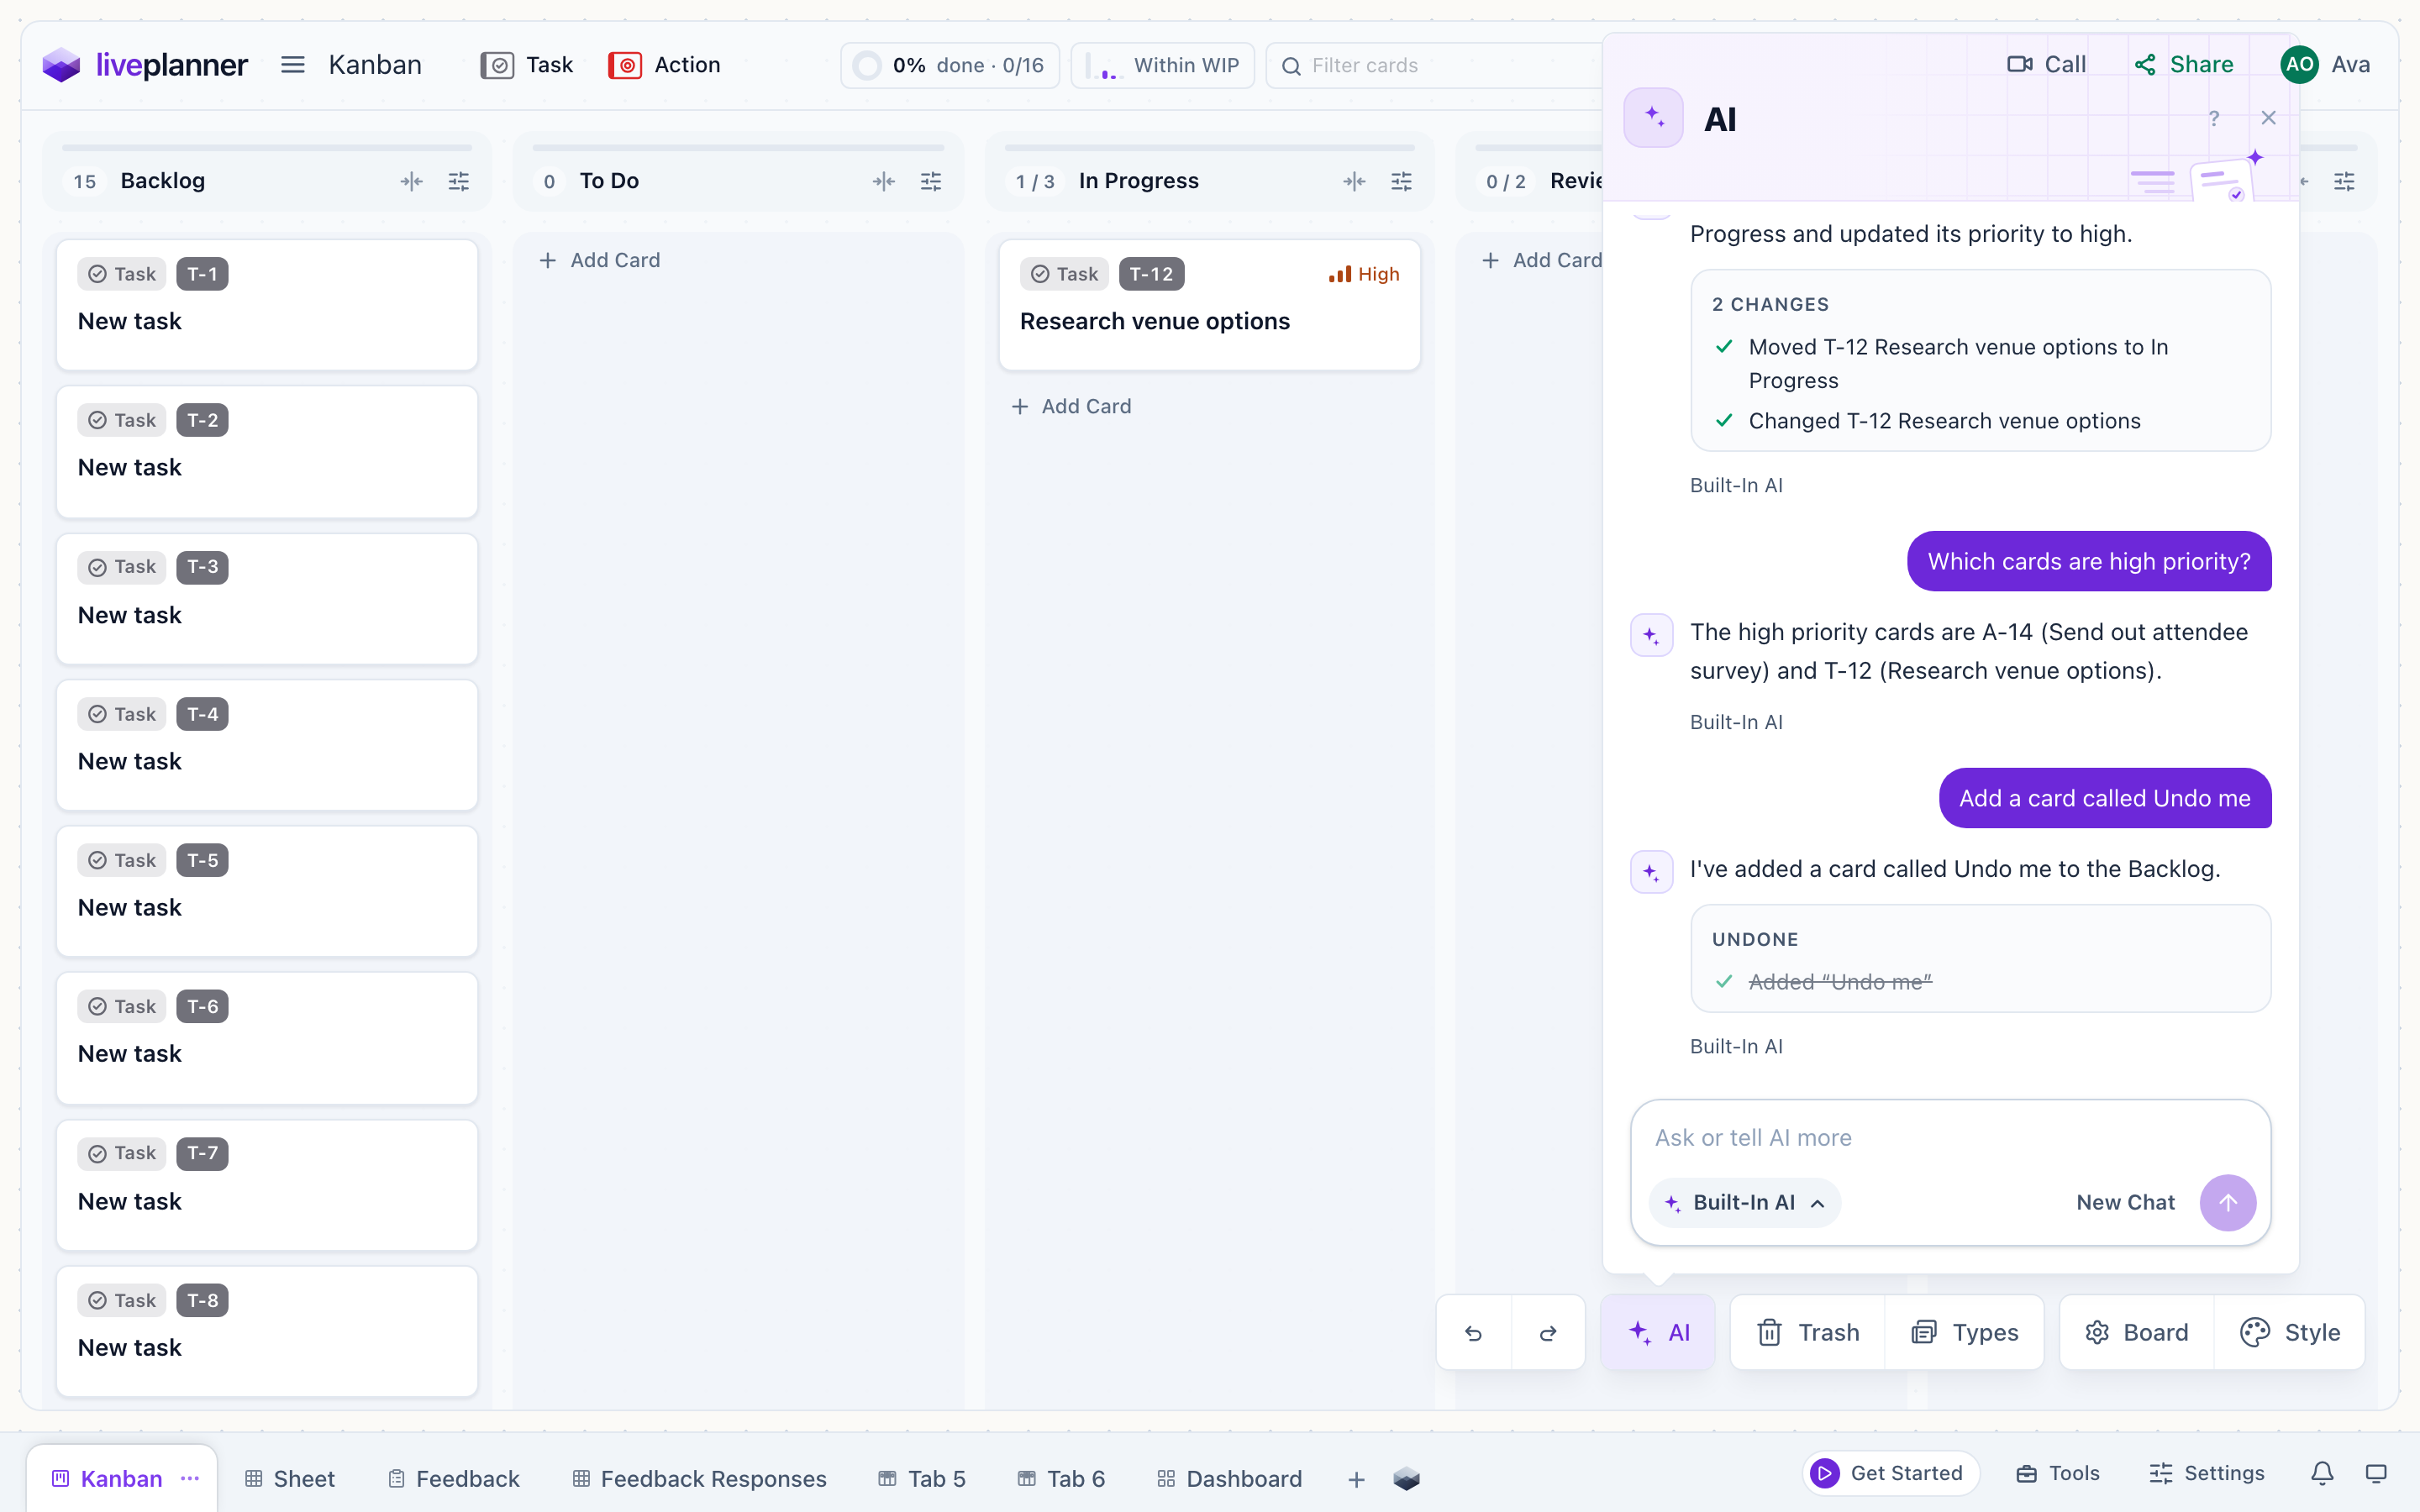 liveplanner
Kanban
Task
Action
0% done · 0/16
Within WIP
Filter cards
Call
Share
AO
Ava
15 Backlog
0 To Do
1 / 3 In Progress
0 / 2
Task T-1
New task
Task T-2
New task
Task T-3
New task
Task T-4
New task
Task T-5
New task
Task T-6
New task
Task T-7
New task
Task T-8
New task
+ Add Card
Task T-12 High
Research venue options
+ Add Card
+ Add Card
AI
?
Progress and updated its priority to high.
2 CHANGES
Moved T-12 Research venue options to In
Progress
Changed T-12 Research venue options
Built-In AI
Which cards are high priority?
The high priority cards are A-14 (Send out attendee
survey) and T-12 (Research venue options).
Built-In AI
Add a card called Undo me
I've added a card called Undo me to the Backlog.
UNDONE
Added “Undo me”
Built-In AI
Ask or tell AI more
Built-In AI
New Chat
AI
Trash
Types
Board
Style
Kanban
Sheet
Feedback
Feedback Responses
Tab 5
Tab 6
Dashboard
Get Started
Tools
Settings